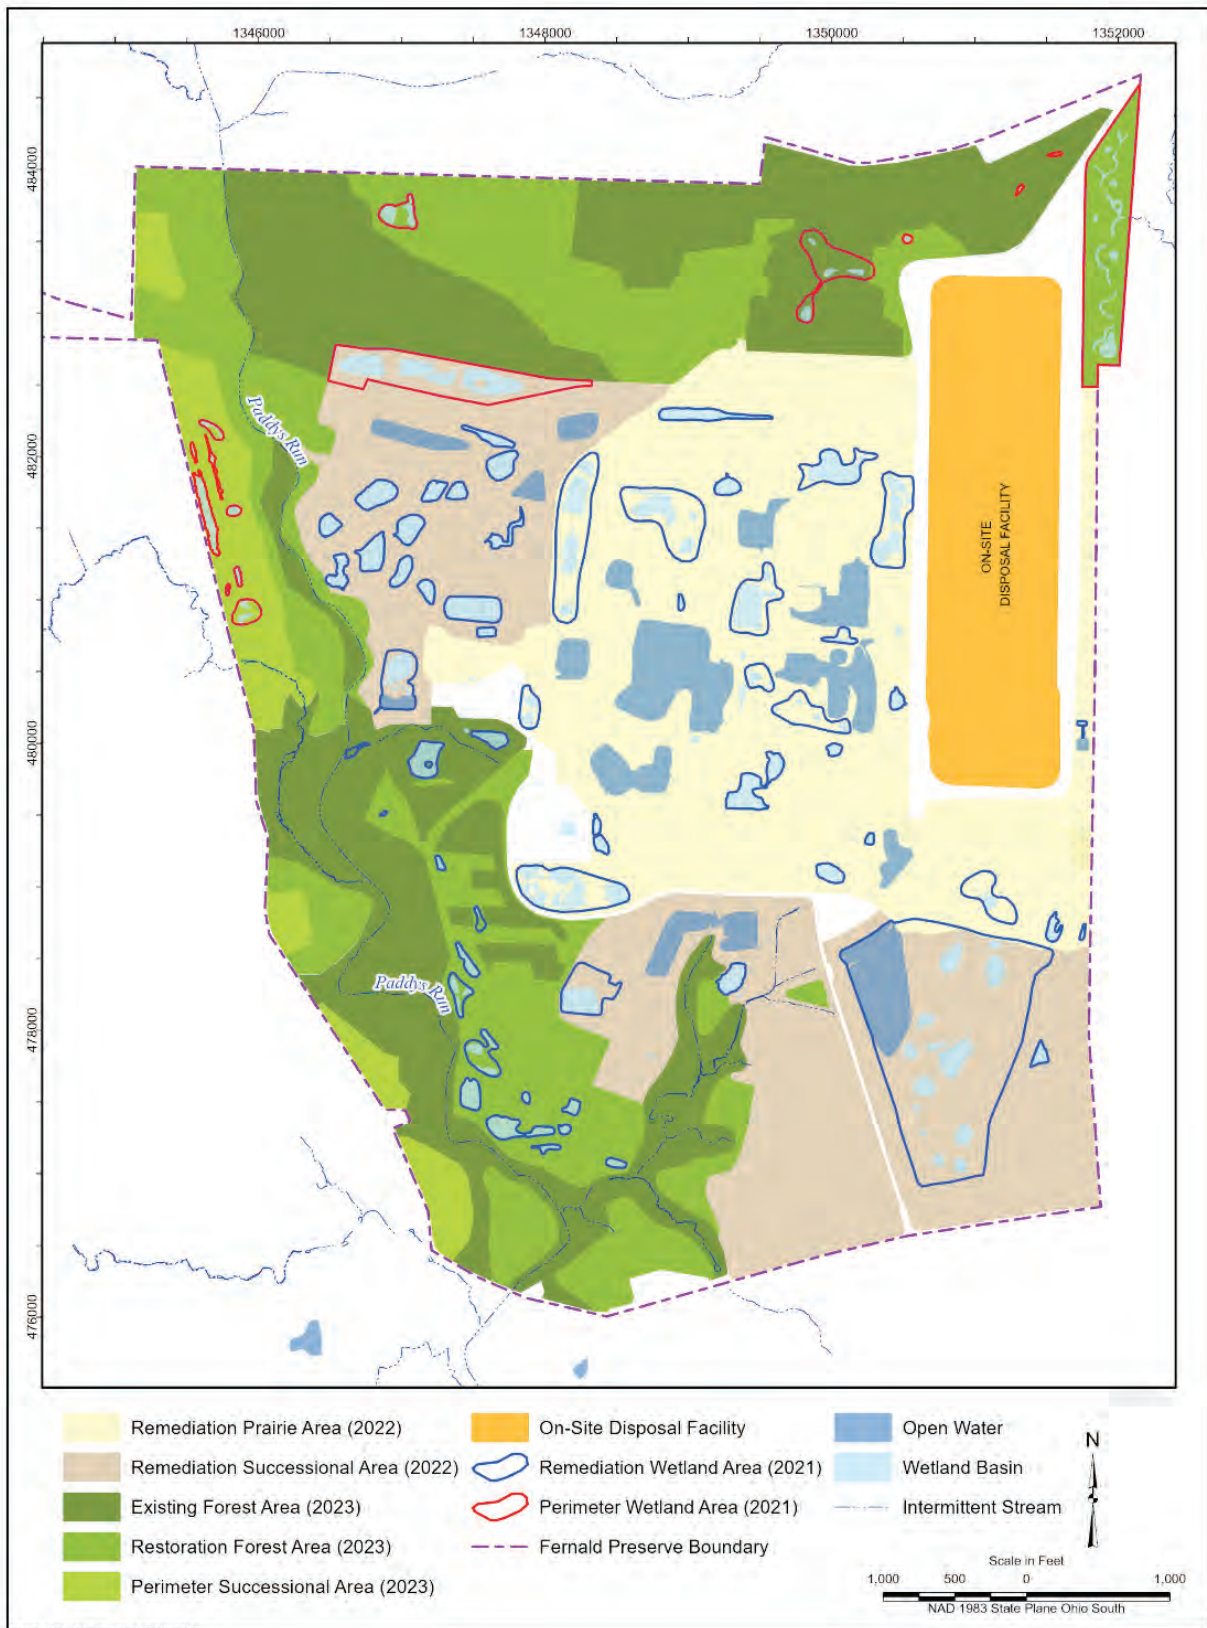 1346000 1348000 1350000 1352000
484000
482000
480000
478000
476000
Paddys Run
Paddys Run
ON-SITE
DISPOSAL FACILITY
Remediation Prairie Area (2022)
Remediation Successional Area (2022)
Existing Forest Area (2023)
Restoration Forest Area (2023)
Perimeter Successional Area (2023)
On-Site Disposal Facility
Remediation Wetland Area (2021)
Perimeter Wetland Area (2021)
Fernald Preserve Boundary
Open Water
Wetland Basin
Intermittent Stream
N
Scale in Feet
1,000 500 0 1,000
NAD 1983 State Plane Ohio South